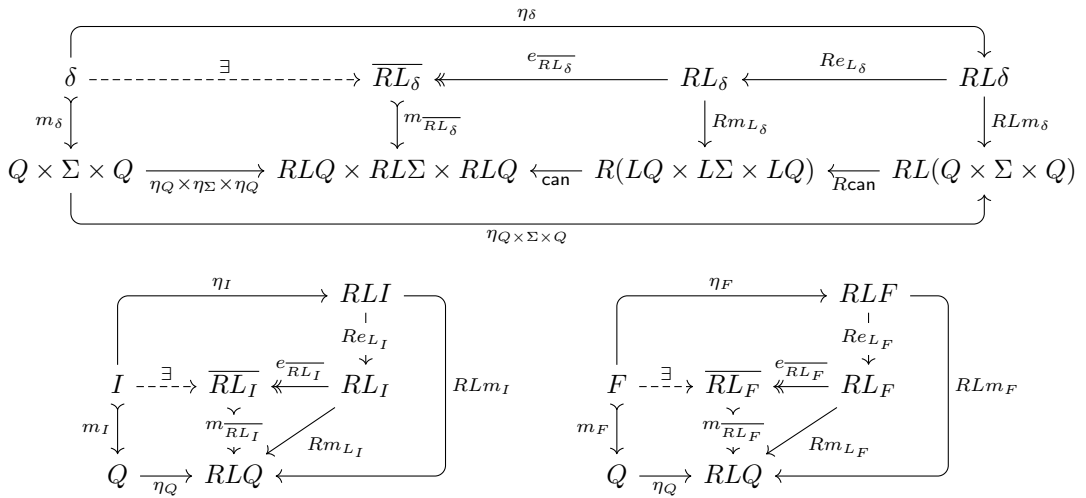 η_δ
δ ∃ \overline{RL_δ} e_{\overline{RL_δ}} RL_δ Re_{L_δ} RLδ
m_δ m_{\overline{RL_δ}} Rm_{L_δ} RLm_δ
Q × Σ × Q η_Q×η_Σ×η_Q RLQ × RLΣ × RLQ can R(LQ × LΣ × LQ) Rcan RL(Q × Σ × Q)
η_{Q×Σ×Q}
η_I RLI η_F RLF
Re_{L_I} Re_{L_F}
I ∃ \overline{RL_I} e_{\overline{RL_I}} RL_I RLm_I F ∃ \overline{RL_F} e_{\overline{RL_F}} RL_F RLm_F
m_I m_{\overline{RL_I}} Rm_{L_I} m_F m_{\overline{RL_F}} Rm_{L_F}
Q η_Q RLQ Q η_Q RLQ